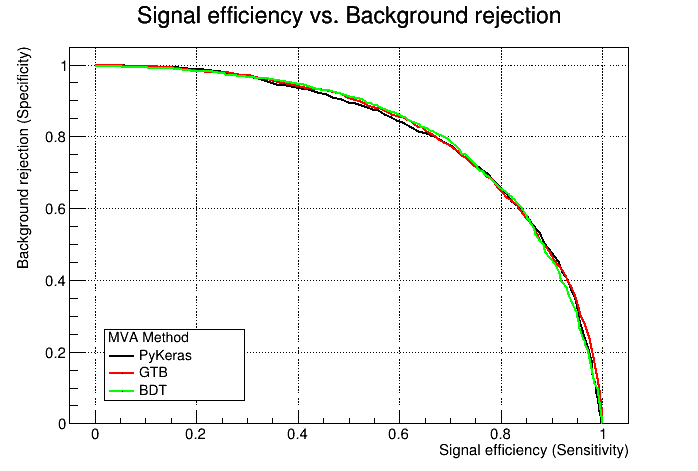 Signal efficiency vs. Background rejection
Background rejection (Specificity)
1
0.8
0.6
0.4
0.2
0
MVA Method
PyKeras
GTB
BDT
0 0.2 0.4 0.6 0.8 1
Signal efficiency (Sensitivity)